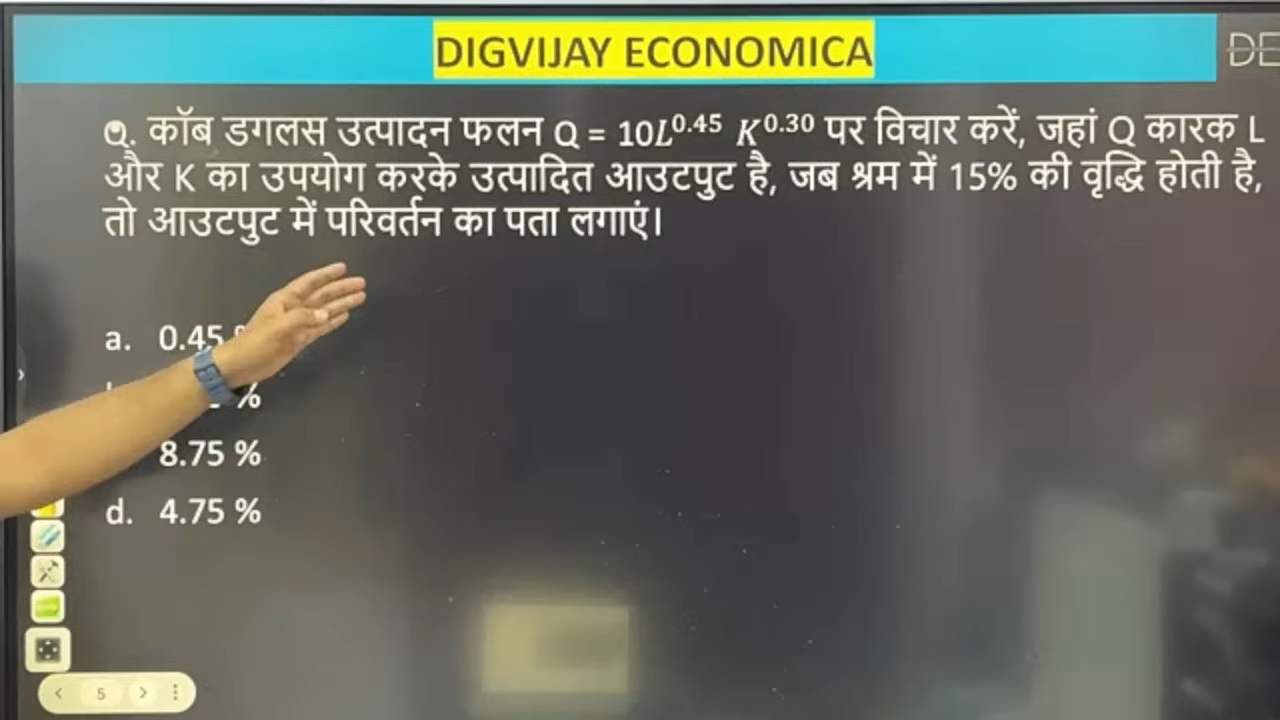 DIGVIJAY ECONOMICA
DE
Q. कॉब डगलस उत्पादन फलन Q = 10L^0.45 K^0.30 पर विचार करें, जहां Q कारक L
और K का उपयोग करके उत्पादित आउटपुट है, जब श्रम में 15% की वृद्धि होती है,
तो आउटपुट में परिवर्तन का पता लगाएं।
a. 0.45
%
8.75 %
d. 4.75 %
5